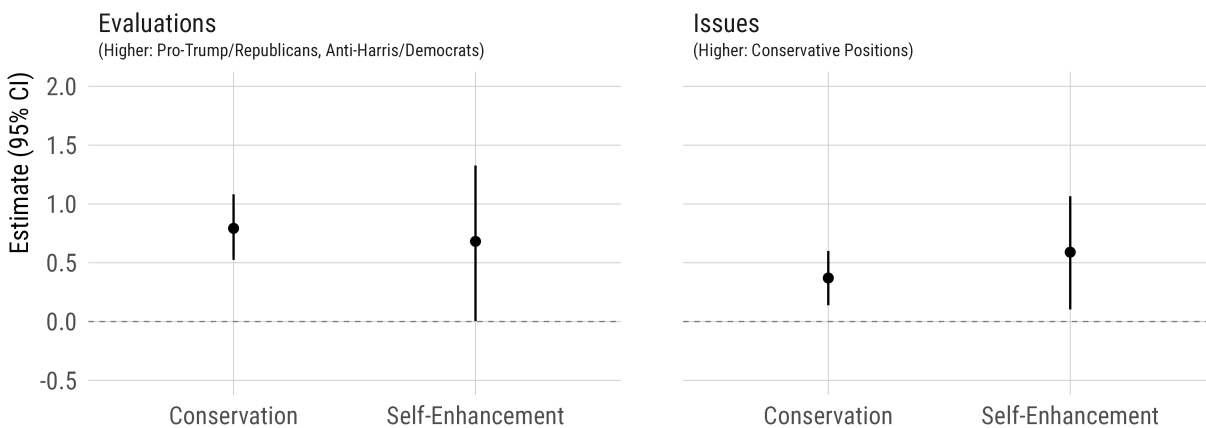 Evaluations
(Higher: Pro-Trump/Republicans, Anti-Harris/Democrats)
Issues
(Higher: Conservative Positions)
Estimate (95% CI)
2.0
1.5
1.0
0.5
0.0
-0.5
Conservation
Self-Enhancement
Conservation
Self-Enhancement